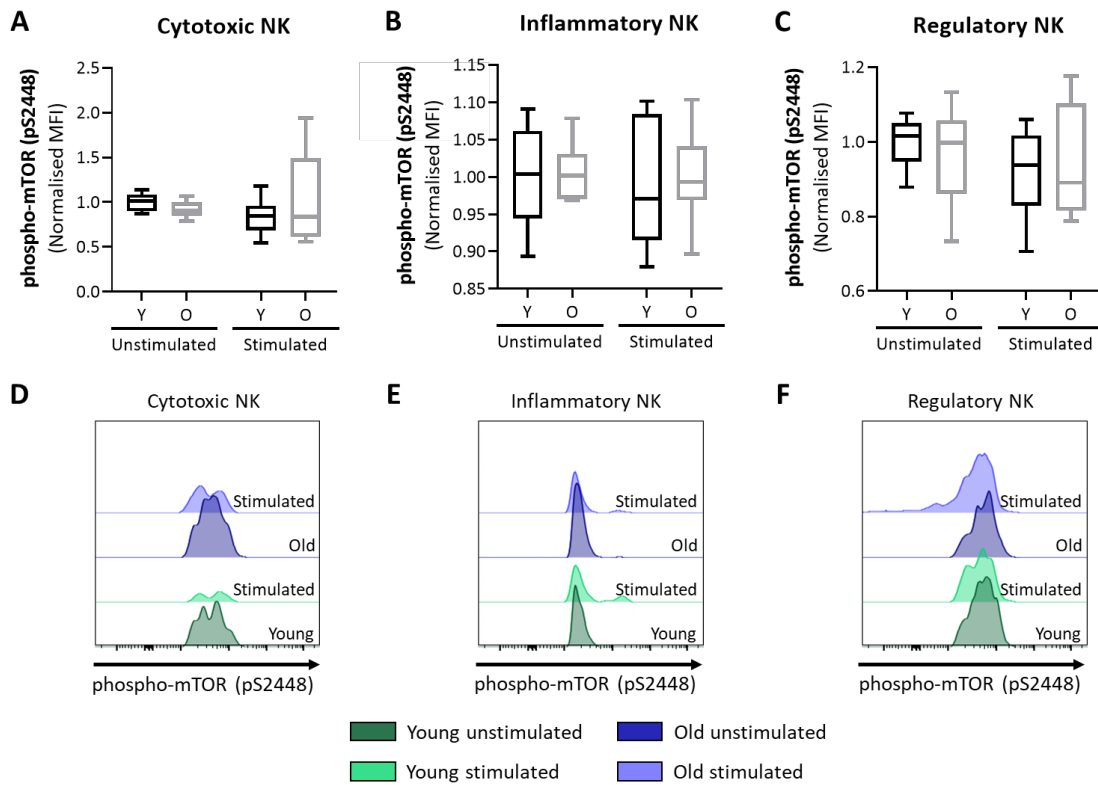 A
Cytotoxic NK
phospho-mTOR (pS2448)
(Normalised MFI)
2.5
2.0
1.5
1.0
0.5
0.0
Y
O
Y
O
Unstimulated
Stimulated
B
Inflammatory NK
phospho-mTOR (pS2448)
(Normalised MFI)
1.15
1.10
1.05
1.00
0.95
0.90
0.85
Y
O
Y
O
Unstimulated
Stimulated
C
Regulatory NK
phospho-mTOR (pS2448)
(Normalised MFI)
1.2
1.0
0.8
0.6
Y
O
Y
O
Unstimulated
Stimulated
D
Cytotoxic NK
Stimulated
Old
Stimulated
Young
phospho-mTOR (pS2448)
E
Inflammatory NK
Stimulated
Old
Stimulated
Young
phospho-mTOR (pS2448)
F
Regulatory NK
Stimulated
Old
Stimulated
Young
phospho-mTOR (pS2448)
Young unstimulated
Old unstimulated
Young stimulated
Old stimulated